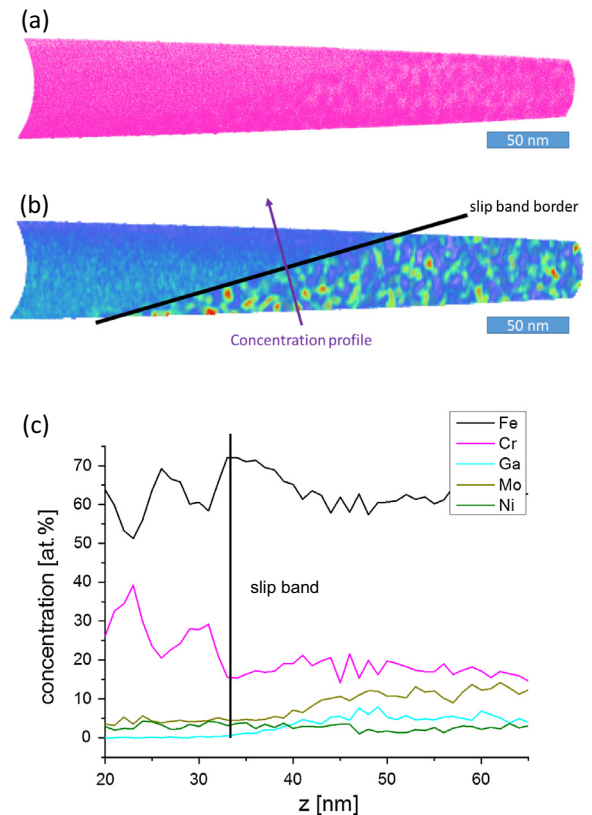 (a)
50 nm
(b)
slip band border
50 nm
Concentration profile
(c)
Fe
Cr
Ga
Mo
Ni
70
60
50
40
30
20
10
0
concentration [at.%]
slip band
20
30
40
50
60
z [nm]